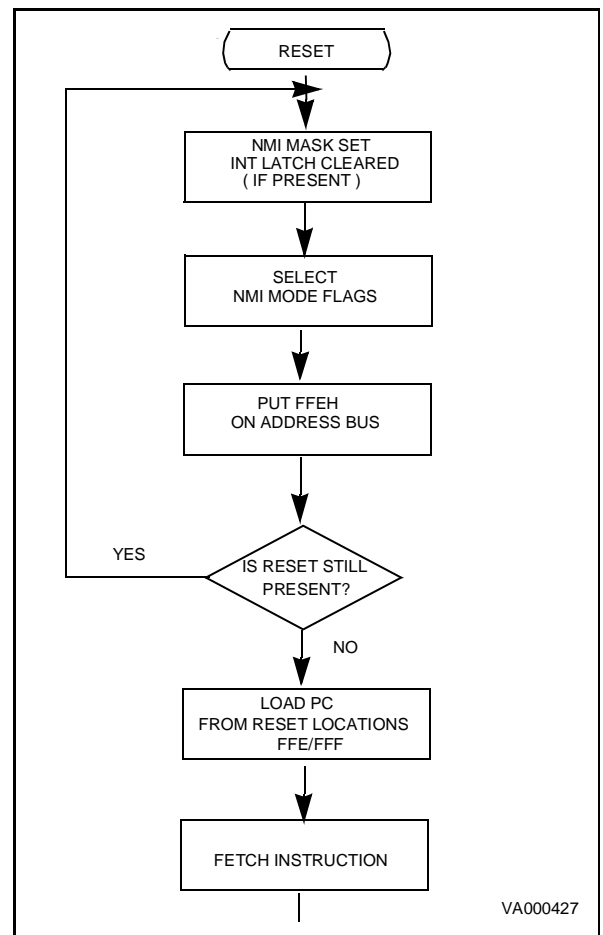 RESET
NMI MASK SET
INT LATCH CLEARED
( IF PRESENT )
SELECT
NMI MODE FLAGS
PUT FFEH
ON ADDRESS BUS
YES
IS RESET STILL
PRESENT?
NO
LOAD PC
FROM RESET LOCATIONS
FFE/FFF
FETCH INSTRUCTION
VA000427